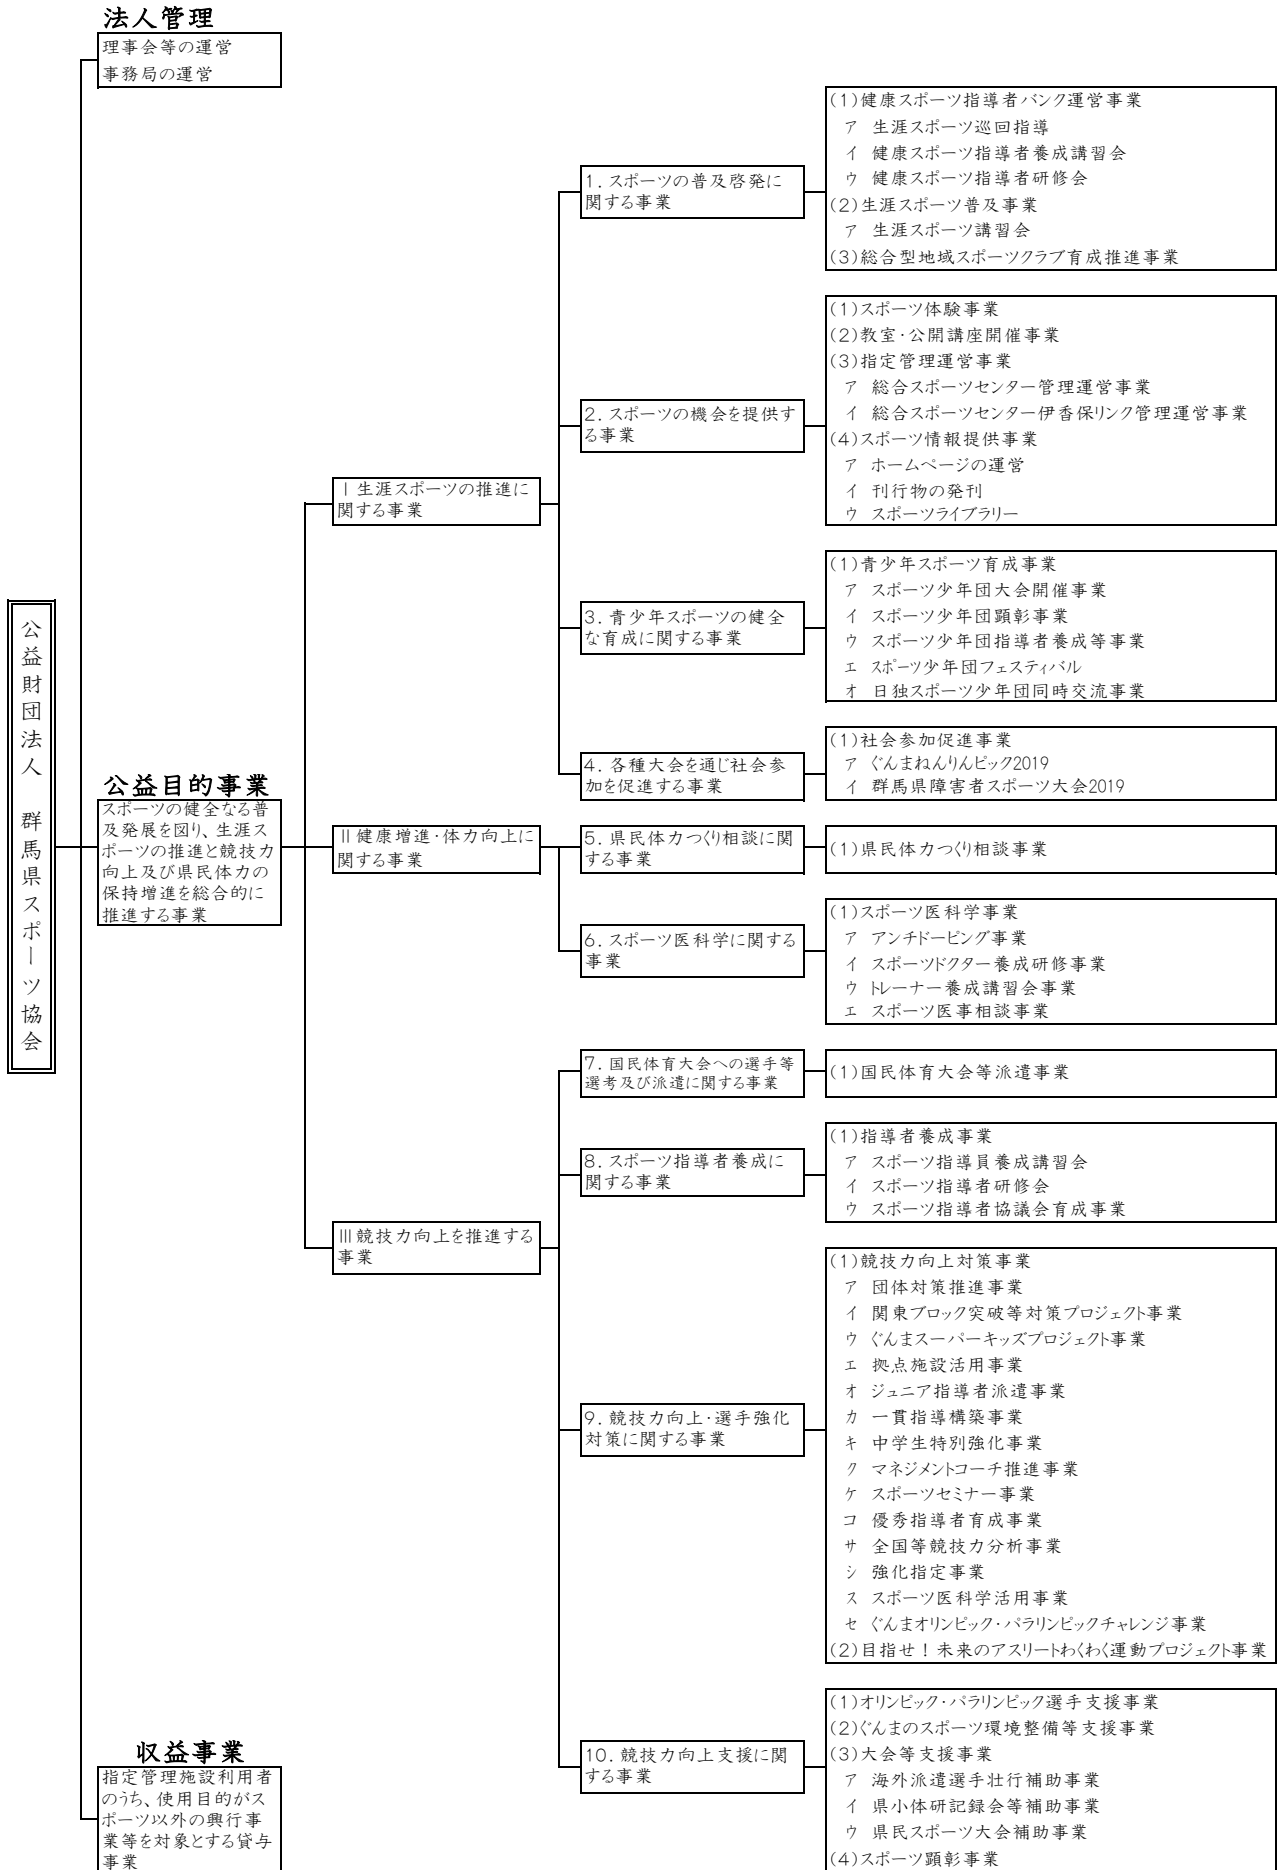 公益財団法人 群馬県スポーツ協会
法人管理
理事会等の運営
事務局の運営
公益目的事業
スポーツの健全なる普
及発展を図り、生涯ス
ポーツの推進と競技力
向上及び県民体力の
保持増進を総合的に
推進する事業
Ⅰ生涯スポーツの推進に
関する事業
1.スポーツの普及啓発に
関する事業
(1)健康スポーツ指導者バンク運営事業
ア 生涯スポーツ巡回指導
イ 健康スポーツ指導者養成講習会
ウ 健康スポーツ指導者研修会
(2)生涯スポーツ普及事業
ア 生涯スポーツ講習会
(3)総合型地域スポーツクラブ育成推進事業
2.スポーツの機会を提供す
る事業
(1)スポーツ体験事業
(2)教室・公開講座開催事業
(3)指定管理運営事業
ア 総合スポーツセンター管理運営事業
イ 総合スポーツセンター伊香保リンク管理運営事業
(4)スポーツ情報提供事業
ア ホームページの運営
イ 刊行物の発刊
ウ スポーツライブラリー
3.青少年スポーツの健全
な育成に関する事業
(1)青少年スポーツ育成事業
ア スポーツ少年団大会開催事業
イ スポーツ少年団顕彰事業
ウ スポーツ少年団指導者養成等事業
エ スポーツ少年団フェスティバル
オ 日独スポーツ少年団同時交流事業
4.各種大会を通じ社会参
加を促進する事業
(1)社会参加促進事業
ア ぐんまねんりんピック2019
イ 群馬県障害者スポーツ大会2019
Ⅱ健康増進・体力向上に
関する事業
5.県民体力つくり相談に関
する事業
(1)県民体力つくり相談事業
6.スポーツ医科学に関する
事業
(1)スポーツ医科学事業
ア アンチドーピング事業
イ スポーツドクター養成研修事業
ウ トレーナー養成講習会事業
エ スポーツ医事相談事業
Ⅲ競技力向上を推進する
事業
7.国民体育大会への選手等
選考及び派遣に関する事業
(1)国民体育大会等派遣事業
8.スポーツ指導者養成に
関する事業
(1)指導者養成事業
ア スポーツ指導員養成講習会
イ スポーツ指導者研修会
ウ スポーツ指導者協議会育成事業
9.競技力向上・選手強化
対策に関する事業
(1)競技力向上対策事業
ア 団体対策推進事業
イ 関東ブロック突破等対策プロジェクト事業
ウ ぐんまスーパーキッズプロジェクト事業
エ 拠点施設活用事業
オ ジュニア指導者派遣事業
カ 一貫指導構築事業
キ 中学生特別強化事業
ク マネジメントコーチ推進事業
ケ スポーツセミナー事業
コ 優秀指導者育成事業
サ 全国等競技力分析事業
シ 強化指定事業
ス スポーツ医科学活用事業
セ ぐんまオリンピック・パラリンピックチャレンジ事業
(2)目指せ!未来のアスリートわくわく運動プロジェクト事業
10.競技力向上支援に関
する事業
(1)オリンピック・パラリンピック選手支援事業
(2)ぐんまのスポーツ環境整備等支援事業
(3)大会等支援事業
ア 海外派遣選手壮行補助事業
イ 県小体研記録会等補助事業
ウ 県民スポーツ大会補助事業
(4)スポーツ顕彰事業
収益事業
指定管理施設利用者
のうち、使用目的がス
ポーツ以外の興行事
業等を対象とする貸与
事業